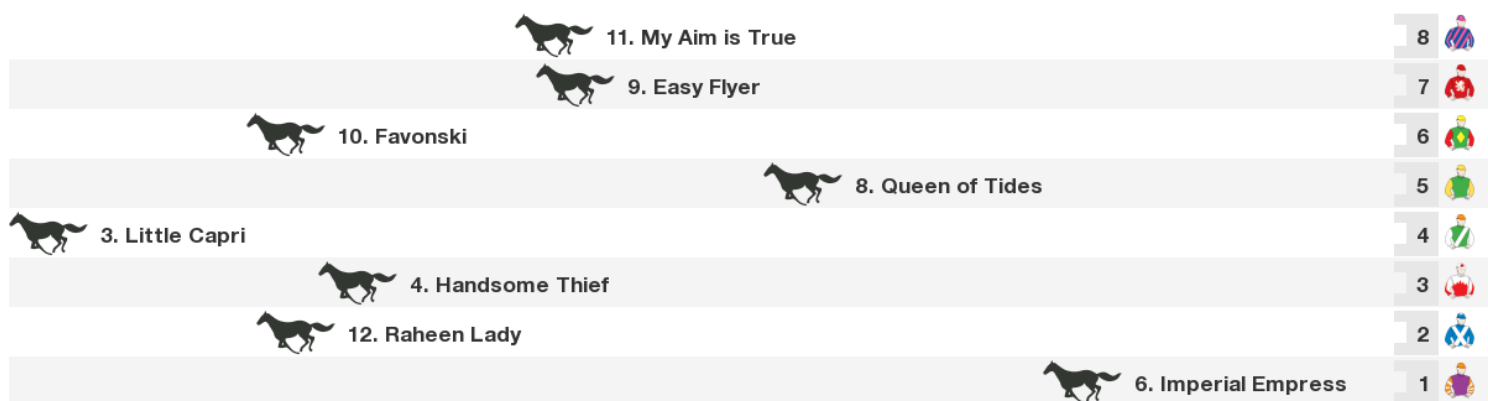 11. My Aim is True 8
9. Easy Flyer 7
10. Favonski 6
8. Queen of Tides 5
3. Little Capri 4
4. Handsome Thief 3
12. Raheen Lady 2
6. Imperial Empress 1